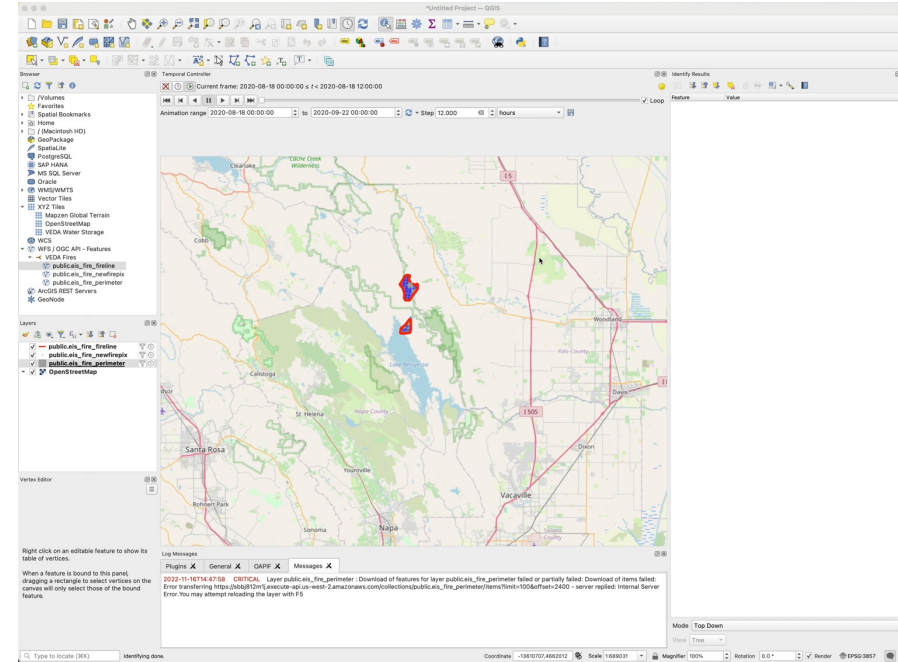 *Untitled Project — QGIS
Browser
Temporal Controller
Identify Results
Current frame: 2020-08-18 00:00:00 ≤ t < 2020-08-18 12:00:00
Feature Value
Loop
Animation range 2020-08-18 00:00:00 to 2020-09-22 00:00:00 Step 12.000 hours
/Volumes
Favorites
Spatial Bookmarks
Home
/ (Macintosh HD)
GeoPackage
SpatiaLite
PostgreSQL
SAP HANA
MS SQL Server
Oracle
WMS/WMTS
Vector Tiles
XYZ Tiles
Mapzen Global Terrain
OpenStreetMap
VEDA Water Storage
WCS
WFS / OGC API - Features
VEDA Fires
public.eis_fire_fireline
public.eis_fire_newfirepix
public.eis_fire_perimeter
ArcGIS REST Servers
GeoNode
Layers
public.eis_fire_fireline
public.eis_fire_newfirepix
public.eis_fire_perimeter
OpenStreetMap
Clearlake
Cache Creek
Wilderness
I 5
Cobb
Woodland
Yolo County
Lake Berryessa
Calistoga
Davis
I 505
St. Helena
Napa County
Santa Rosa
Dixon
Yountville
Vacaville
Rohnert Park
Sonoma
Napa
Solano
County
Vertex Editor
Right click on an editable feature to show its
table of vertices.
When a feature is bound to this panel,
dragging a rectangle to select vertices on the
canvas will only select those of the bound
feature.
Log Messages
Plugins General OAPIF Messages
2022-11-16T14:47:58 CRITICAL Layer public.eis_fire_perimeter : Download of features for layer public.eis_fire_perimeter failed or partially failed: Download of items failed:
Error transferring https://sbbj812m1j.execute-api.us-west-2.amazonaws.com/collections/public.eis_fire_perimeter/items?limit=100&offset=2400 - server replied: Internal Server
Error.You may attempt reloading the layer with F5
Mode Top Down
View Tree
Type to locate (⌘K)
Identifying done.
Coordinate -13610707,4662012 Scale 1:689031 Magnifier 100% Rotation 0.0 ° Render EPSG:3857